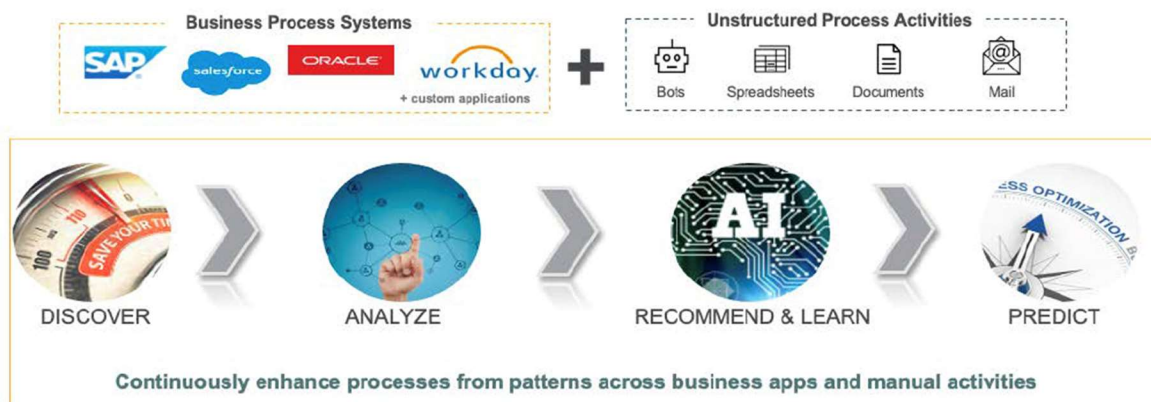 Business Process Systems
SAP
salesforce
ORACLE
workday
+ custom applications
+
Unstructured Process Activities
Bots
Spreadsheets
Documents
Mail
100
110
0
SAVE YOUR TI
DISCOVER
ANALYZE
AI
RECOMMEND & LEARN
ESS OPTIMIZATION
PREDICT
Continuously enhance processes from patterns across business apps and manual activities